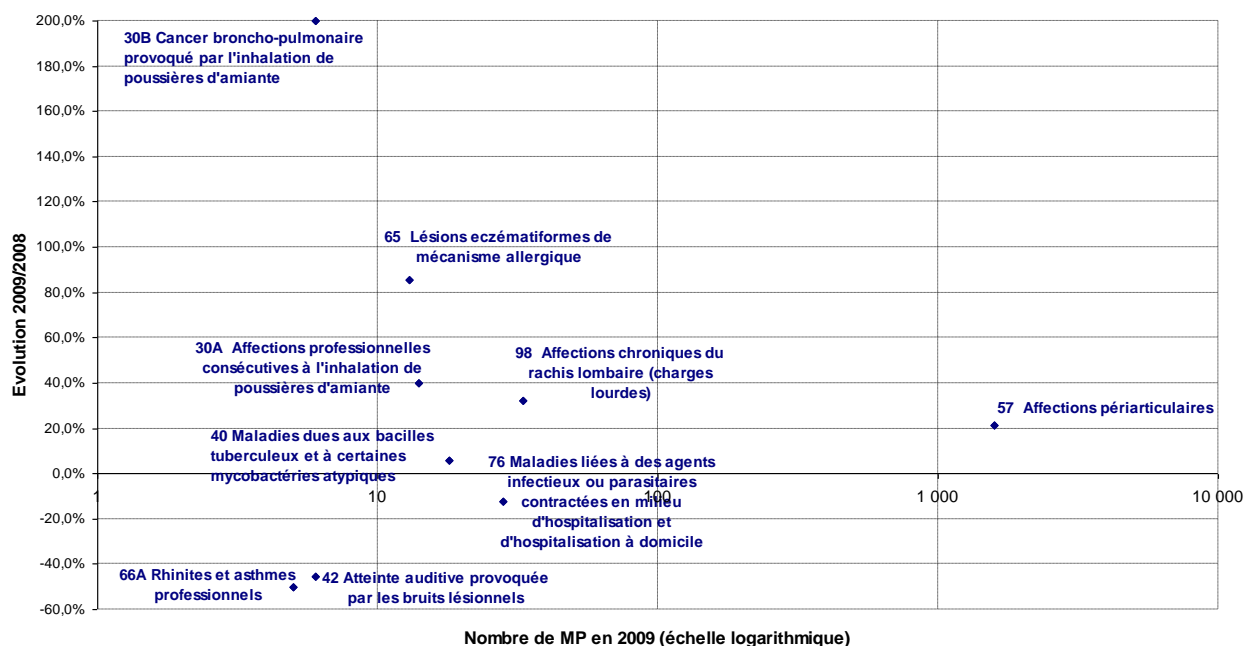 200,0%
180,0%
160,0%
140,0%
120,0%
100,0%
80,0%
60,0%
40,0%
20,0%
0,0%
-20,0%
-40,0%
-60,0%
Evolution 2009/2008
30B Cancer broncho-pulmonaire
provoqué par l'inhalation de
poussières d'amiante
65 Lésions eczématiformes de
mécanisme allergique
30A Affections professionnelles
consécutives à l'inhalation de
poussières d'amiante
98 Affections chroniques du
rachis lombaire (charges
lourdes)
57 Affections périarticulaires
40 Maladies dues aux bacilles
tuberculeux et à certaines
mycobactéries atypiques
76 Maladies liées à des agents
infectieux ou parasitaires
contractées en milieu
d'hospitalisation et
d'hospitalisation à domicile
66A Rhinites et asthmes
professionnels
42 Atteinte auditive provoquée
par les bruits lésionnels
1
10
100
1 000
10 000
Nombre de MP en 2009 (échelle logarithmique)